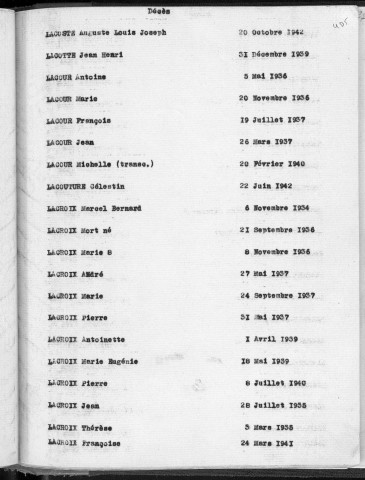 Décès
LACOSTE Auguste Louis Joseph 20 Octobre 1942
LACOTTE Jean Henri 31 Décembre 1939
LACOUR Antoine 5 Mai 1936
LACOUR Marie 20 Novembre 1936
LACOUR François 19 Juillet 1937
LACOUR Jean 26 Mars 1937
LACOUR Michelle (transc.) 20 Février 1940
LACOUTURE Célestin 22 Juin 1942
LACROIX Marcel Bernard 6 Novembre 1934
LACROIX Mort né 21 Septembre 1936
LACROIX Marie S 8 Novembre 1936
LACROIX André 27 Mai 1937
LACROIX Marie 24 Septembre 1937
LACROIX Pierre 31 Mai 1937
LACROIX Antoinette I Avril 1939
LACROIX Marie Eugénie 18 Mai 1939
LACROIX Pierre 8 Juillet 1940
LACROIX Jean 28 Juillet 1938
LACROIX Thérèse 3 Mars 1938
LACROIX Françoise 24 Mars 1941